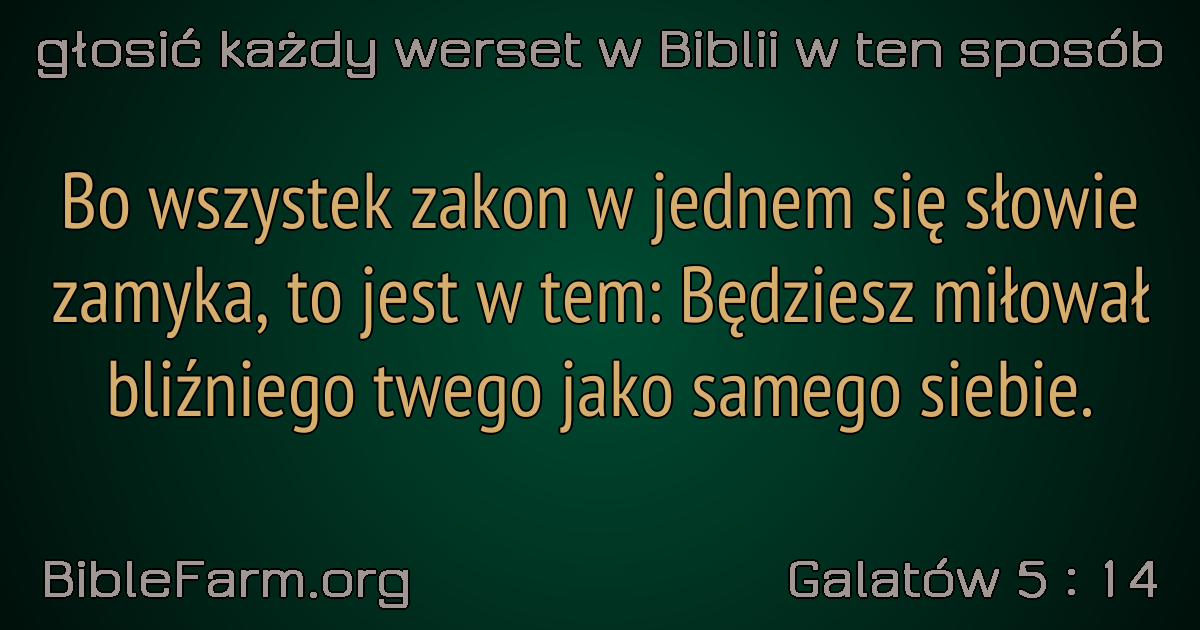 głosić każdy werset w Biblii w ten sposób
Bo wszystek zakon w jednem się słowie
zamyka, to jest w tem: Będziesz miłował
bliźniego twego jako samego siebie.
BibleFarm.org
Galatów 5 : 14